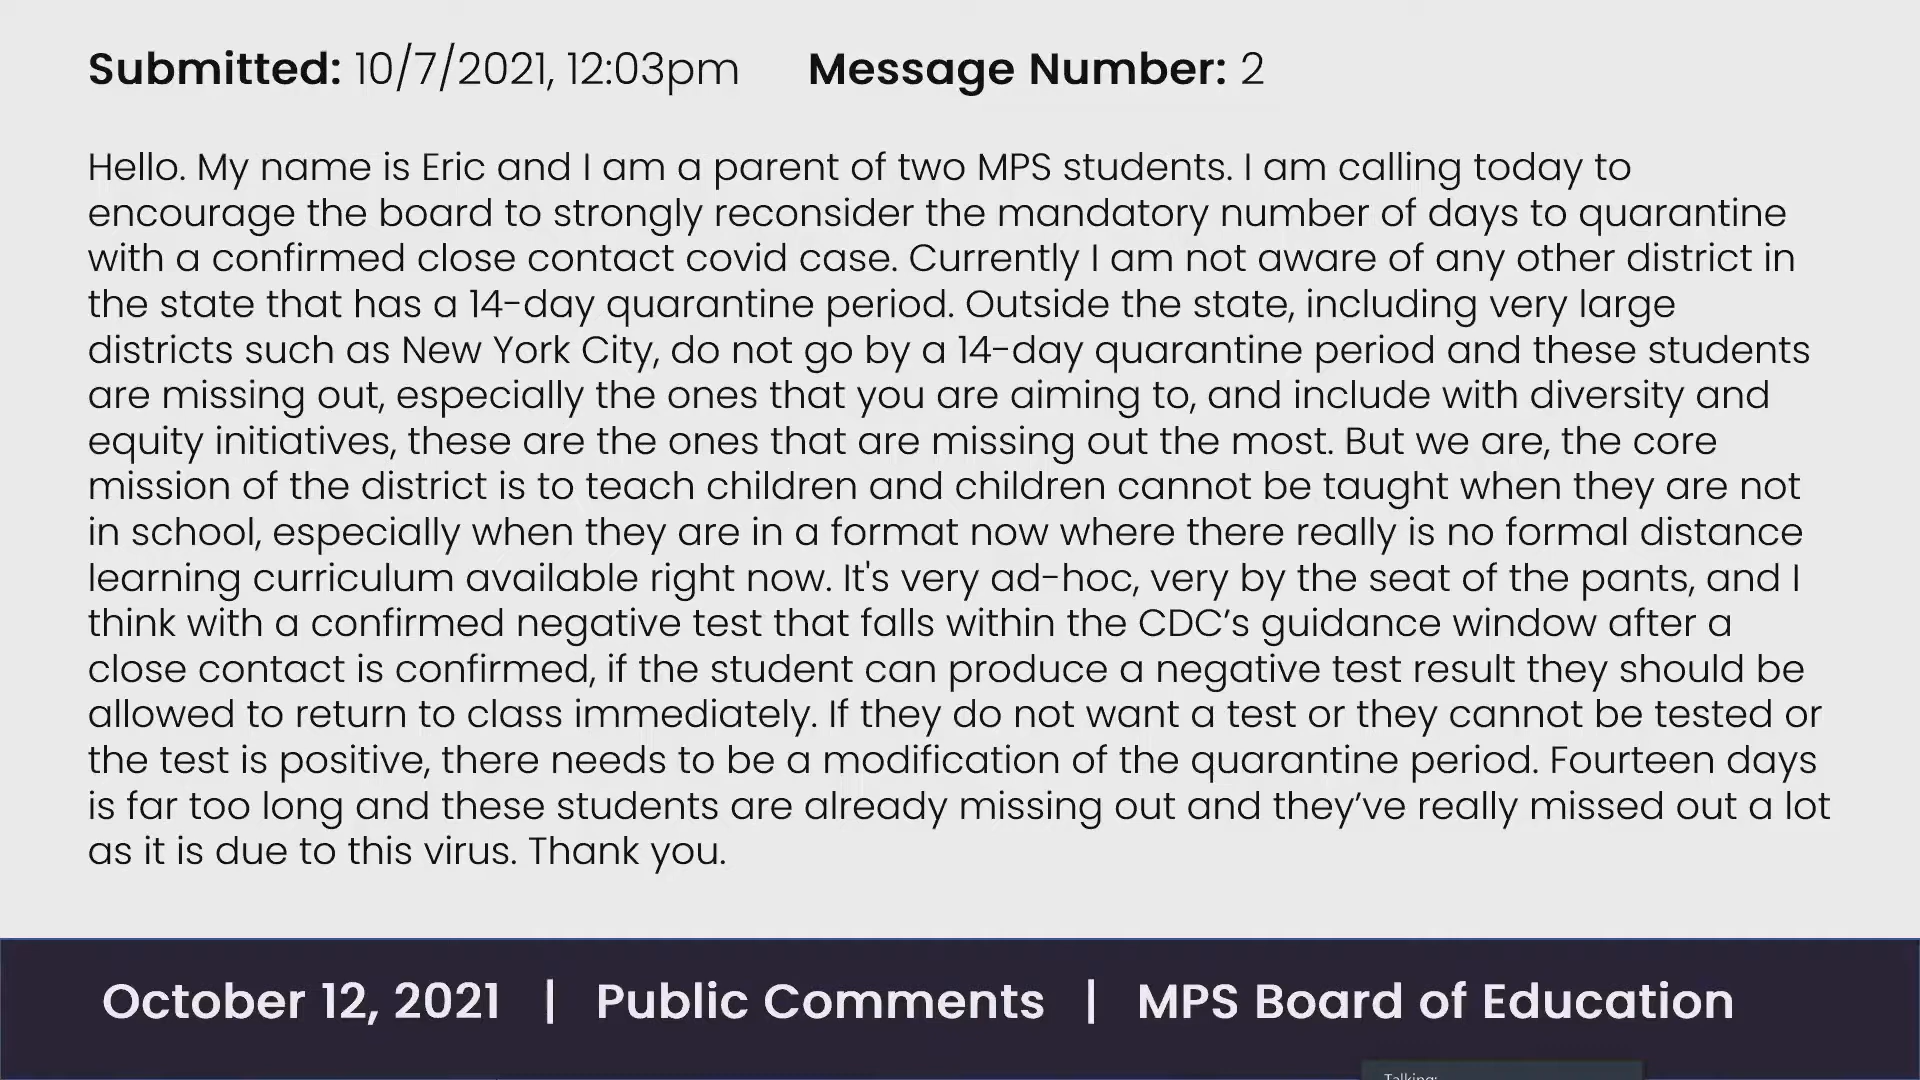 Submitted: 10/7/2021, 12:03pm Message Number: 2
Hello. My name is Eric and I am a parent of two MPS students. I am calling today to
encourage the board to strongly reconsider the mandatory number of days to quarantine
with a confirmed close contact covid case. Currently I am not aware of any other district in
the state that has a 14-day quarantine period. Outside the state, including very large
districts such as New York City, do not go by a 14-day quarantine period and these students
are missing out, especially the ones that you are aiming to, and include with diversity and
equity initiatives, these are the ones that are missing out the most. But we are, the core
mission of the district is to teach children and children cannot be taught when they are not
in school, especially when they are in a format now where there really is no formal distance
learning curriculum available right now. It's very ad-hoc, very by the seat of the pants, and I
think with a confirmed negative test that falls within the CDC’s guidance window after a
close contact is confirmed, if the student can produce a negative test result they should be
allowed to return to class immediately. If they do not want a test or they cannot be tested or
the test is positive, there needs to be a modification of the quarantine period. Fourteen days
is far too long and these students are already missing out and they’ve really missed out a lot
as it is due to this virus. Thank you.
October 12, 2021 | Public Comments | MPS Board of Education
Talking: